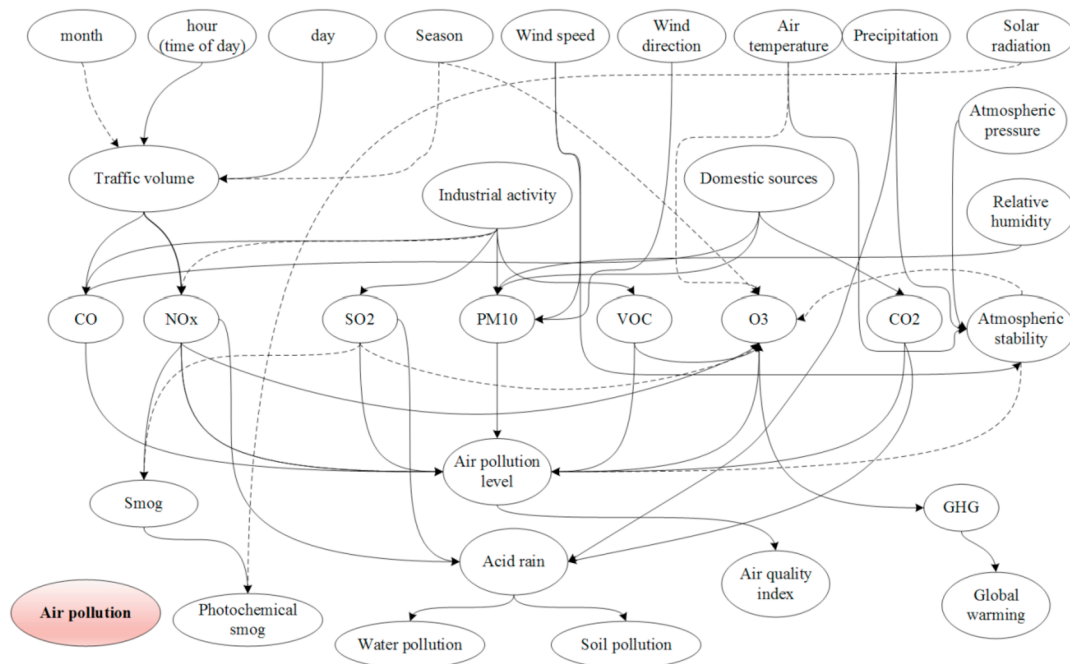 month
hour
(time of day)
day
Season
Wind speed
Wind
direction
Air
temperature
Precipitation
Solar
radiation
Atmospheric
pressure
Traffic volume
Industrial activity
Domestic sources
Relative
humidity
CO
NOx
SO2
PM10
VOC
O3
CO2
Atmospheric
stability
Air pollution
level
Smog
GHG
Acid rain
Air quality
index
Global
warming
Air pollution
Photochemical
smog
Water pollution
Soil pollution